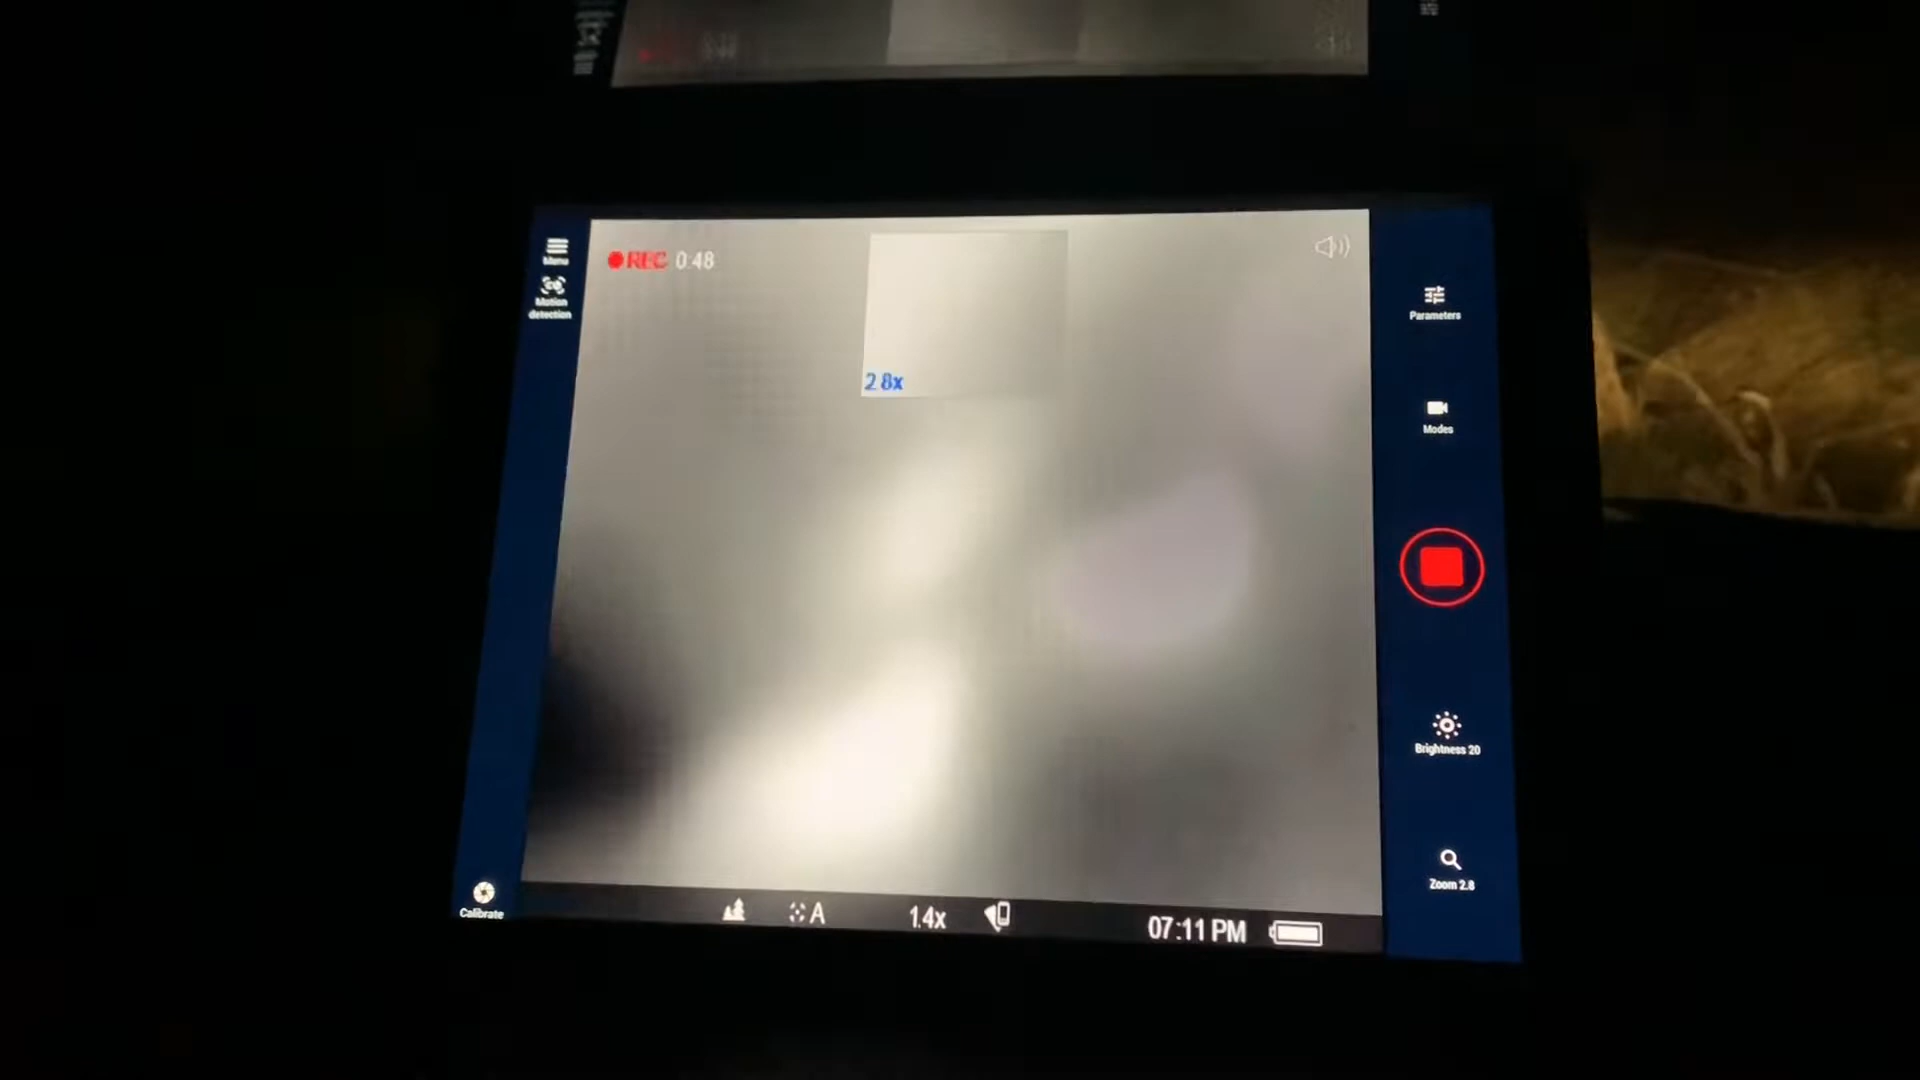 Menu
Motion
detection
REC 0:48
2.8x
Parameters
Modes
Brightness 20
Zoom 2.8
Calibrate
A
1.4x
07:11 PM